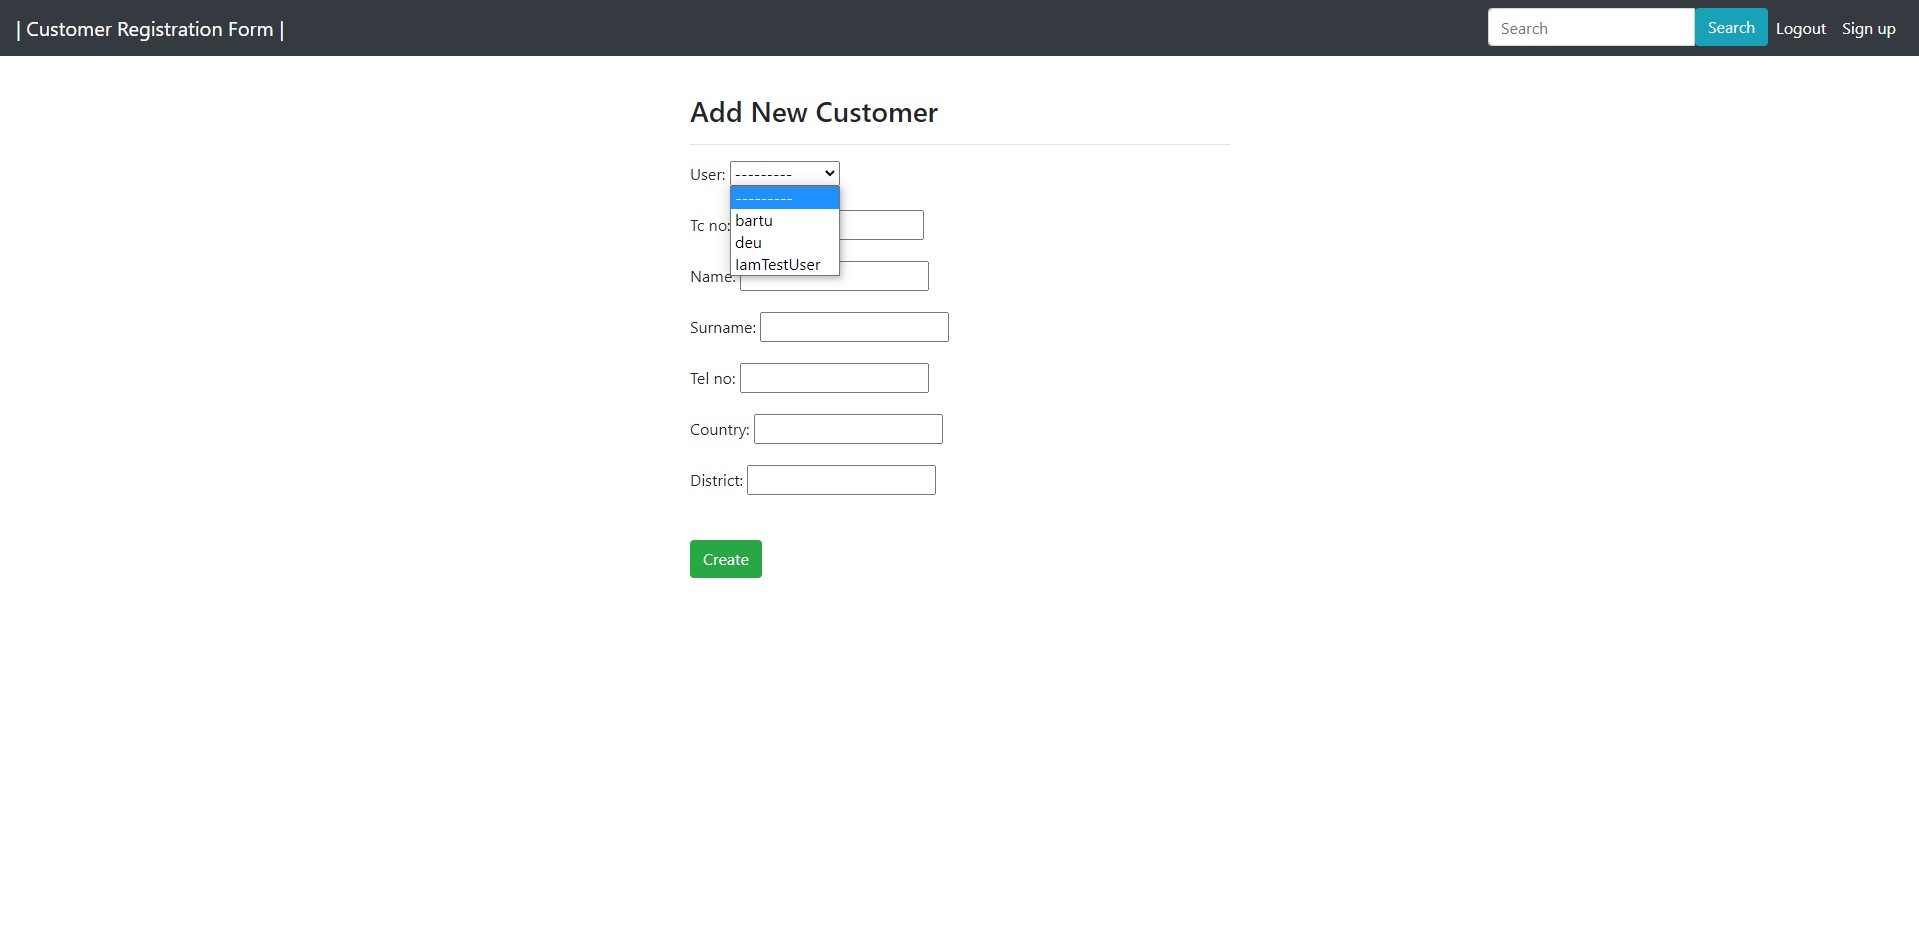 | Customer Registration Form | Search Search Logout Sign up
Add New Customer
User: ---------
---------
bartu
deu
IamTestUser
Tc no:
Name:
Surname:
Tel no:
Country:
District:
Create